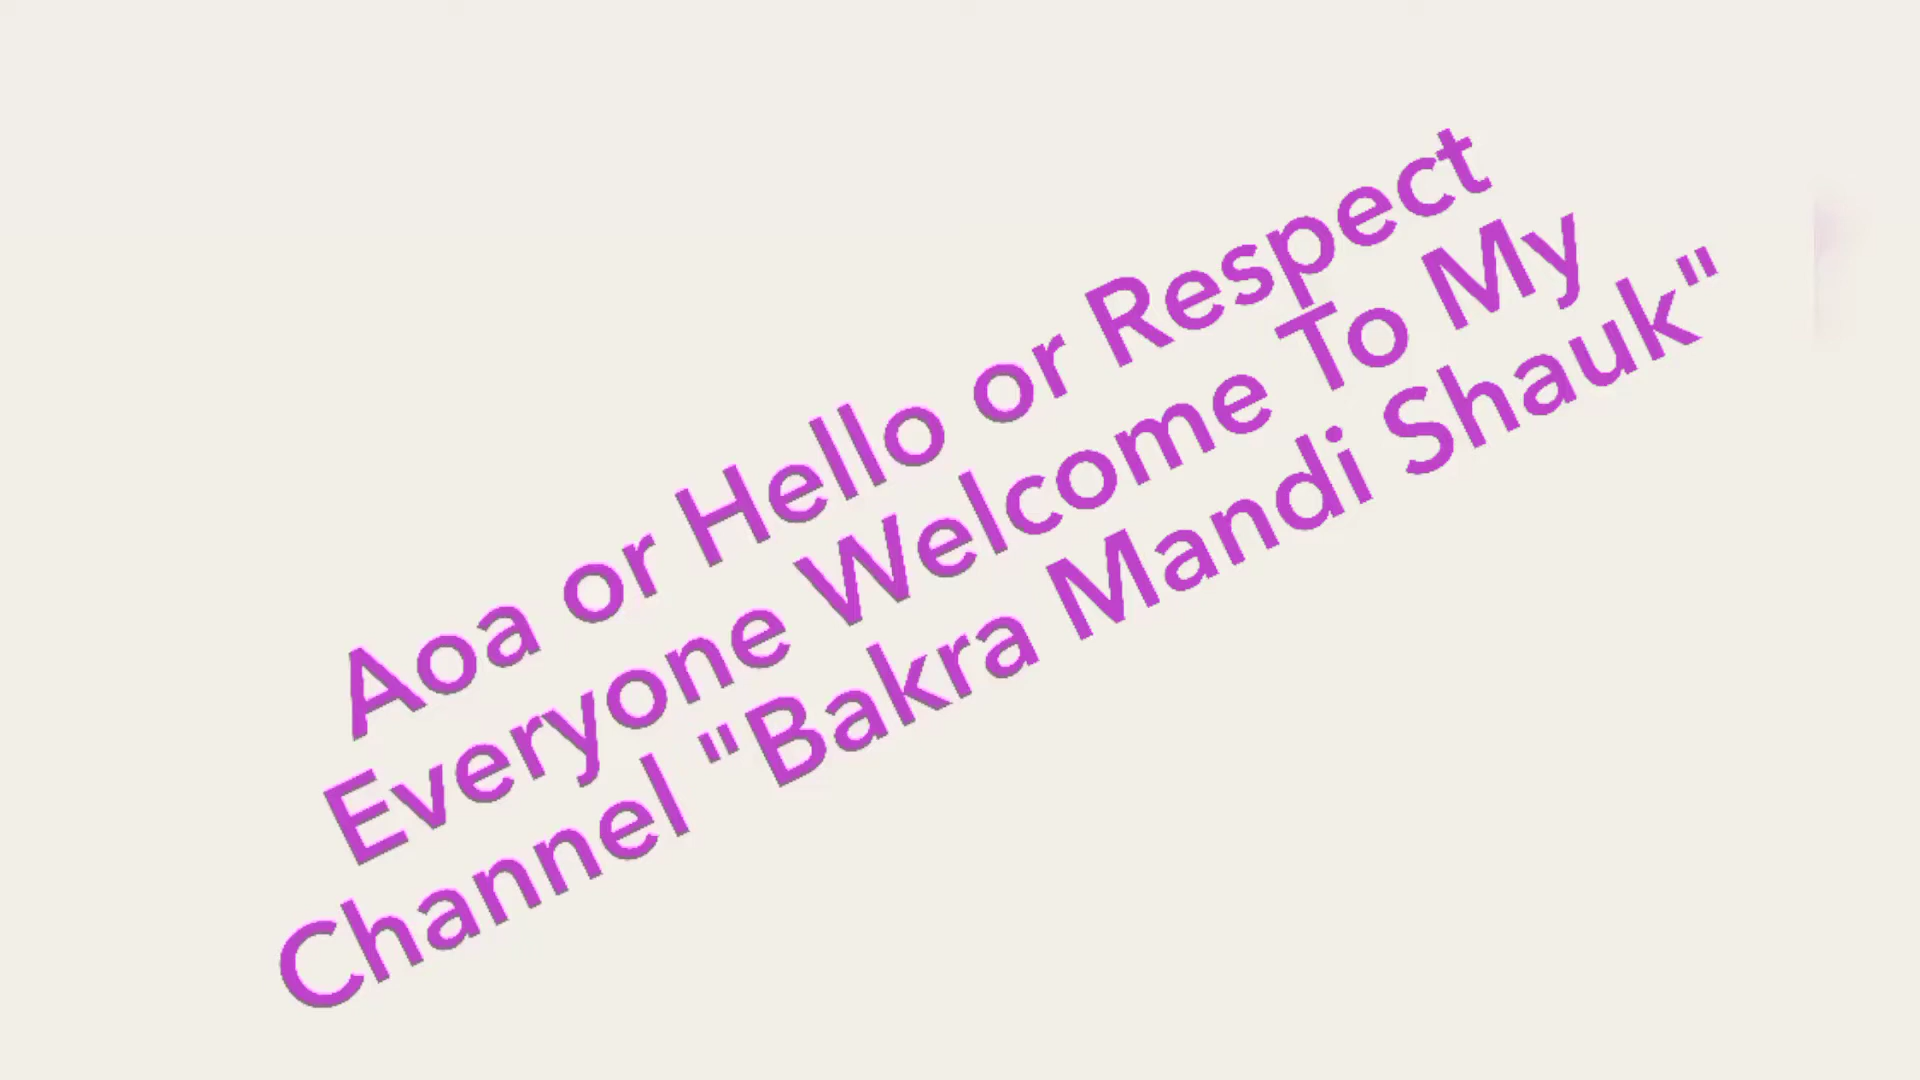 Aoa or Hello or Respect
Everyone Welcome To My
Channel "Bakra Mandi Shauk"